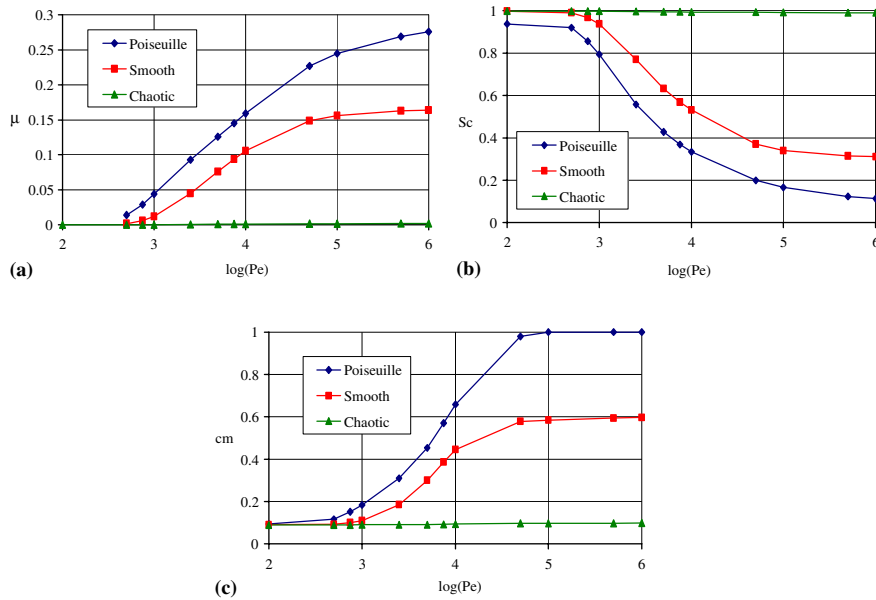 0.3
0.25
0.2
μ 0.15
0.1
0.05
0
Poiseuille
Smooth
Chaotic
2 3 4 5 6
(a) log(Pe)
1
0.8
0.6
Sc
0.4
0.2
0
Poiseuille
Smooth
Chaotic
2 3 4 5 6
(b) log(Pe)
1
0.8
0.6
cm
0.4
0.2
0
Poiseuille
Smooth
Chaotic
2 3 4 5 6
(c) log(Pe)